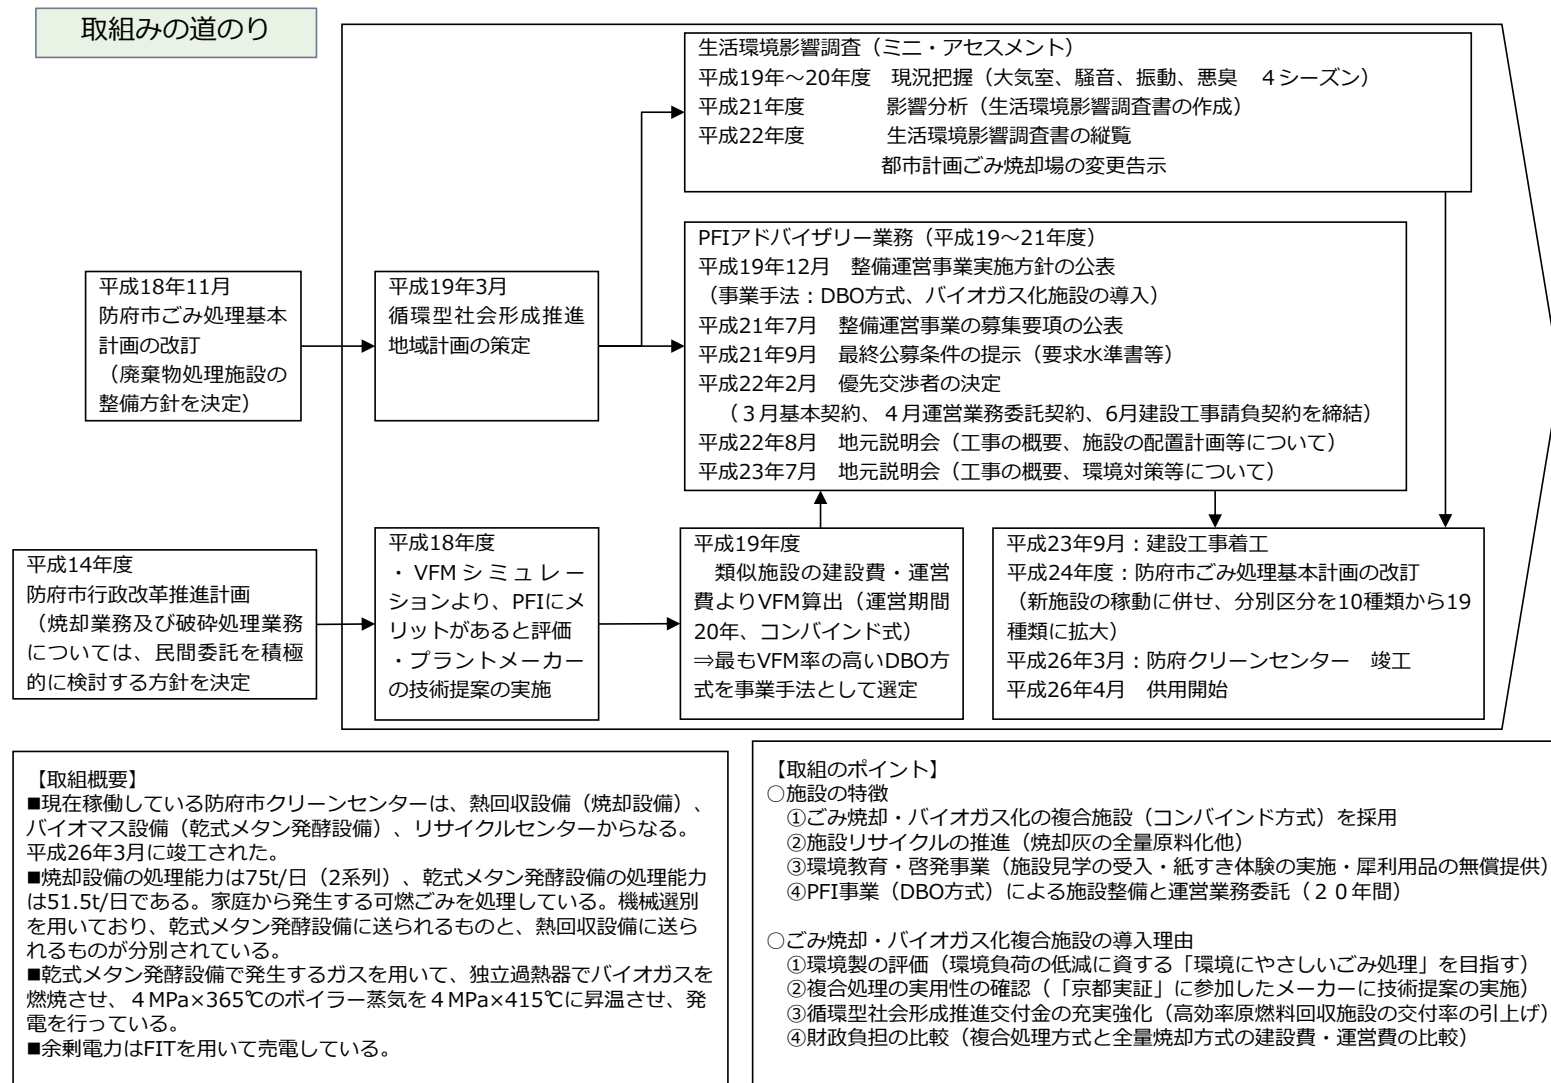 取組みの道のり
生活環境影響調査（ミニ・アセスメント）
平成19年～20年度　現況把握（大気室、騒音、振動、悪臭　４シーズン）
平成21年度　　　　影響分析（生活環境影響調査書の作成）
平成22年度　　　　生活環境影響調査書の縦覧
都市計画ごみ焼却場の変更告示
PFIアドバイザリー業務（平成19～21年度）
平成19年12月　整備運営事業実施方針の公表
（事業手法：DBO方式、バイオガス化施設の導入）
平成21年7月　整備運営事業の募集要項の公表
平成21年9月　最終公募条件の提示（要求水準書等）
平成22年2月　優先交渉者の決定
（３月基本契約、４月運営業務委託契約、6月建設工事請負契約を締結）
平成22年8月　地元説明会（工事の概要、施設の配置計画等について）
平成23年7月　地元説明会（工事の概要、環境対策等について）
平成18年11月
防府市ごみ処理基本
計画の改訂
（廃棄物処理施設の
整備方針を決定）
平成19年3月
循環型社会形成推進
地域計画の策定
平成14年度
防府市行政改革推進計画
（焼却業務及び破砕処理業務
については、民間委託を積極
的に検討する方針を決定
平成18年度
・VFMシミュレー
ションより、PFIにメ
リットがあると評価
・プラントメーカー
の技術提案の実施
平成19年度
類似施設の建設費・運営
費よりVFM算出（運営期間
20年、コンバインド式）
⇒最もVFM率の高いDBO方
式を事業手法として選定
平成23年9月：建設工事着工
平成24年度：防府市ごみ処理基本計画の改訂
（新施設の稼動に併せ、分別区分を10種類から19
種類に拡大）
平成26年3月：防府クリーンセンター　竣工
平成26年4月　供用開始
【取組概要】
■現在稼働している防府市クリーンセンターは、熱回収設備（焼却設備）、
バイオマス設備（乾式メタン発酵設備）、リサイクルセンターからなる。
平成26年3月に竣工された。
■焼却設備の処理能力は75t/日（2系列）、乾式メタン発酵設備の処理能力
は51.5t/日である。家庭から発生する可燃ごみを処理している。機械選別
を用いており、乾式メタン発酵設備に送られるものと、熱回収設備に送ら
れるものが分別されている。
■乾式メタン発酵設備で発生するガスを用いて、独立過熱器でバイオガスを
燃焼させ、４MPa×365℃のボイラー蒸気を４MPa×415℃に昇温させ、発
電を行っている。
■余剰電力はFITを用いて売電している。
【取組のポイント】
○施設の特徴
①ごみ焼却・バイオガス化の複合施設（コンバインド方式）を採用
②施設リサイクルの推進（焼却灰の全量原料化他）
③環境教育・啓発事業（施設見学の受入・紙すき体験の実施・犀利用品の無償提供）
④PFI事業（DBO方式）による施設整備と運営業務委託（２０年間）
○ごみ焼却・バイオガス化複合施設の導入理由
①環境製の評価（環境負荷の低減に資する「環境にやさしいごみ処理」を目指す）
②複合処理の実用性の確認（「京都実証」に参加したメーカーに技術提案の実施）
③循環型社会形成推進交付金の充実強化（高効率原燃料回収施設の交付率の引上げ）
④財政負担の比較（複合処理方式と全量焼却方式の建設費・運営費の比較）